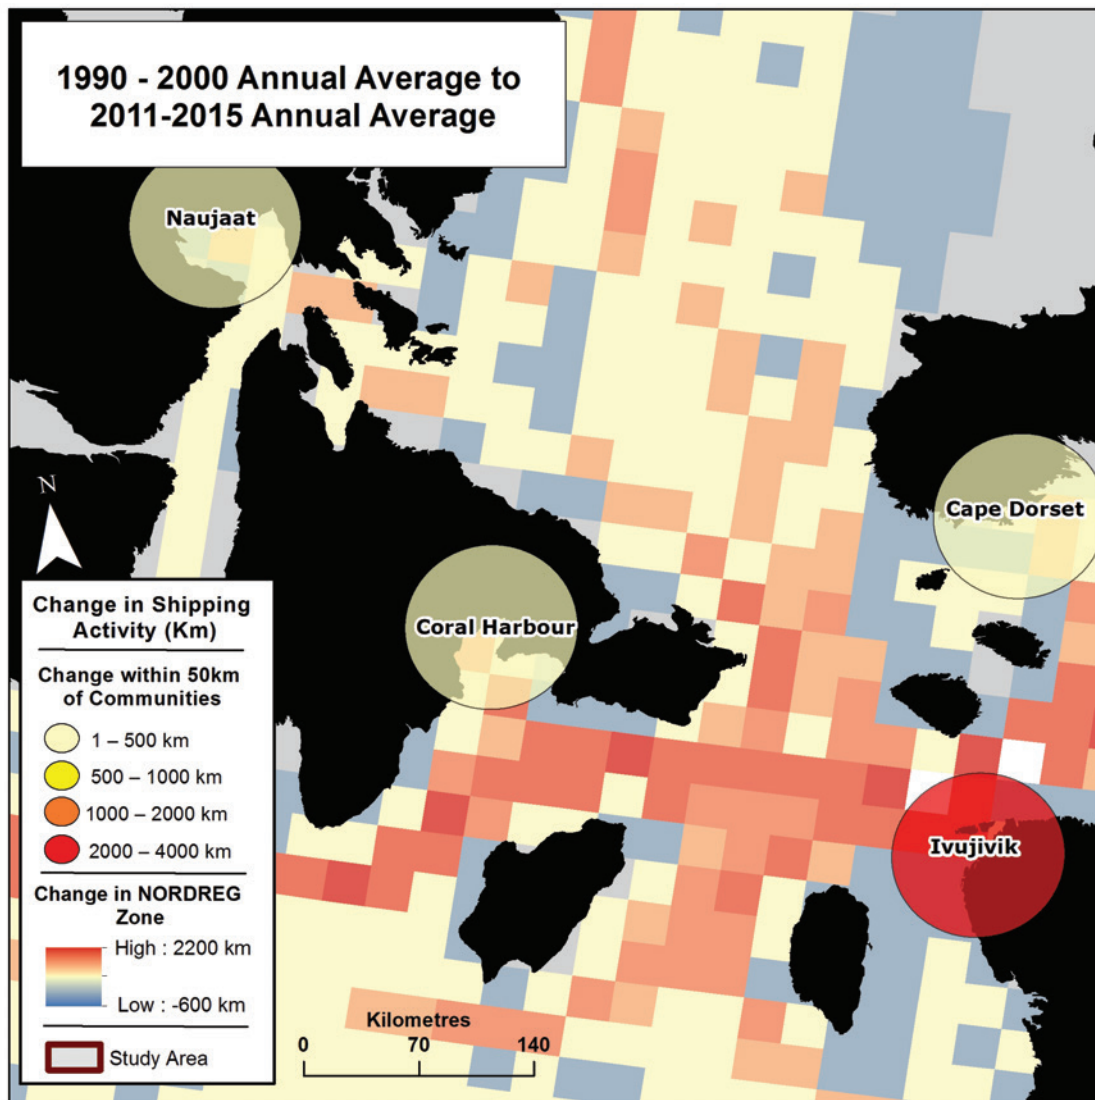 1990 - 2000 Annual Average to
2011-2015 Annual Average
Naujaat
Cape Dorset
N
Coral Harbour
Ivujivik
Change in Shipping
Activity (Km)
Change within 50km
of Communities
1 – 500 km
500 – 1000 km
1000 – 2000 km
2000 – 4000 km
Change in NORDREG
Zone
High : 2200 km
Low : -600 km
Study Area
Kilometres
0 70 140